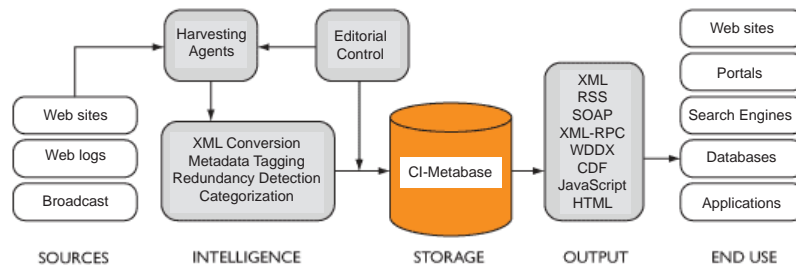 Web sites
Web logs
Broadcast
SOURCES
Harvesting
Agents
Editorial
Control
XML Conversion
Metadata Tagging
Redundancy Detection
Categorization
INTELLIGENCE
CI-Metabase
STORAGE
XML
RSS
SOAP
XML-RPC
WDDX
CDF
JavaScript
HTML
OUTPUT
Web sites
Portals
Search Engines
Databases
Applications
END USE